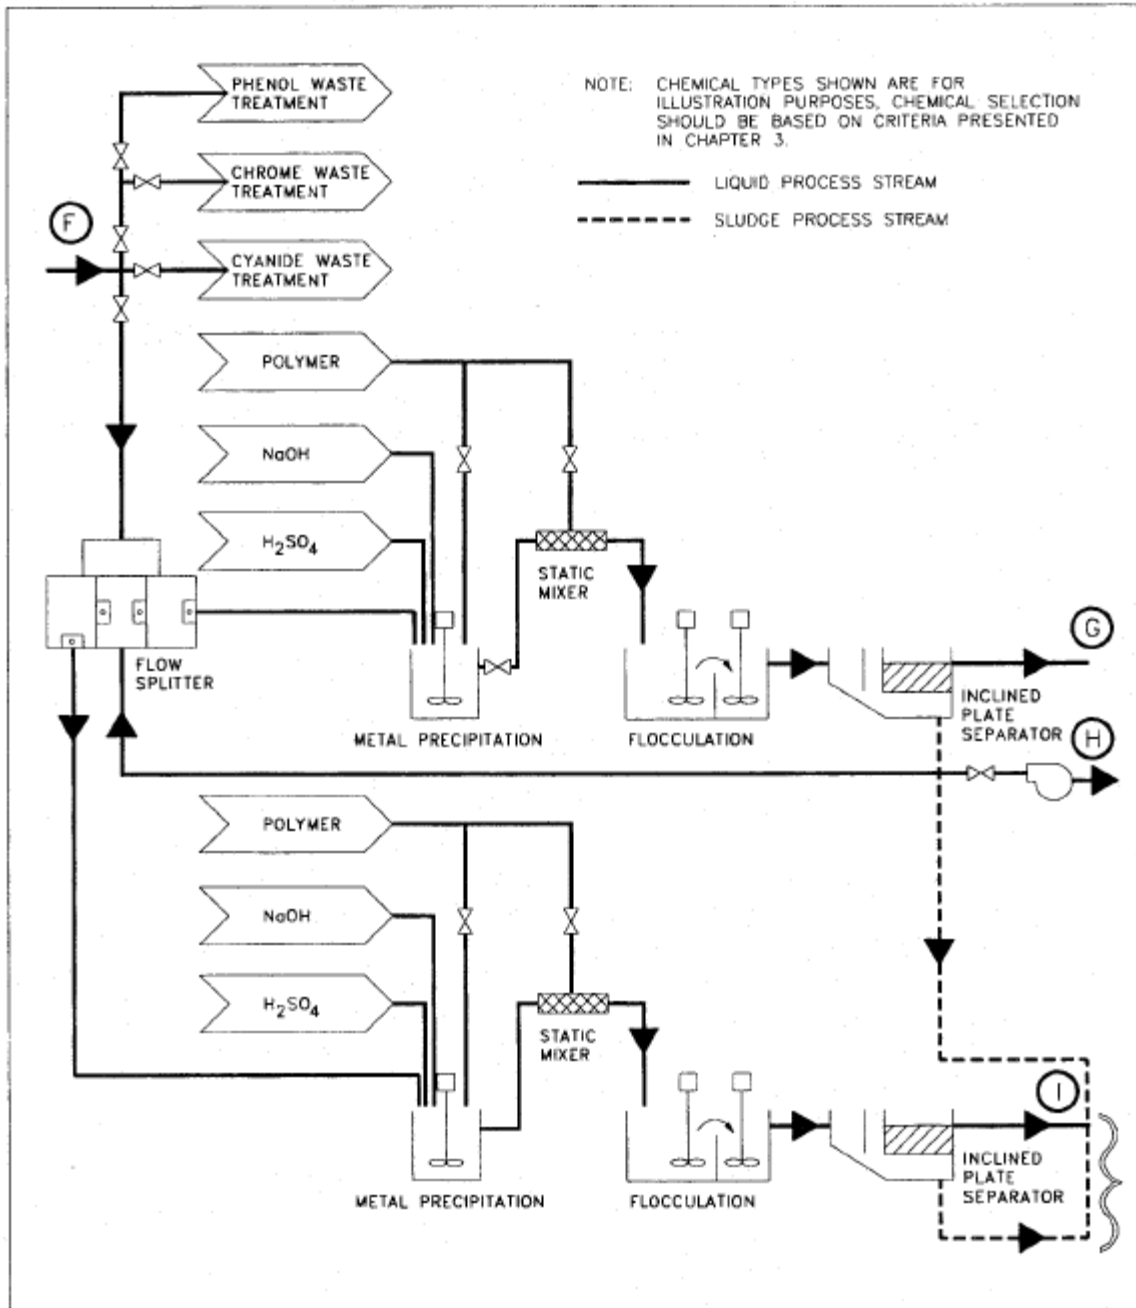 PHENOL WASTE
TREATMENT
NOTE: CHEMICAL TYPES SHOWN ARE FOR
ILLUSTRATION PURPOSES, CHEMICAL SELECTION
SHOULD BE BASED ON CRITERIA PRESENTED
IN CHAPTER 3.
CHROME WASTE
TREATMENT
LIQUID PROCESS STREAM
SLUDGE PROCESS STREAM
F
CYANIDE WASTE
TREATMENT
POLYMER
NaOH
H2SO4
STATIC
MIXER
FLOW
SPLITTER
METAL PRECIPITATION
FLOCCULATION
G
INCLINED
PLATE
SEPARATOR
H
POLYMER
NaOH
H2SO4
STATIC
MIXER
METAL PRECIPITATION
FLOCCULATION
I
INCLINED
PLATE
SEPARATOR